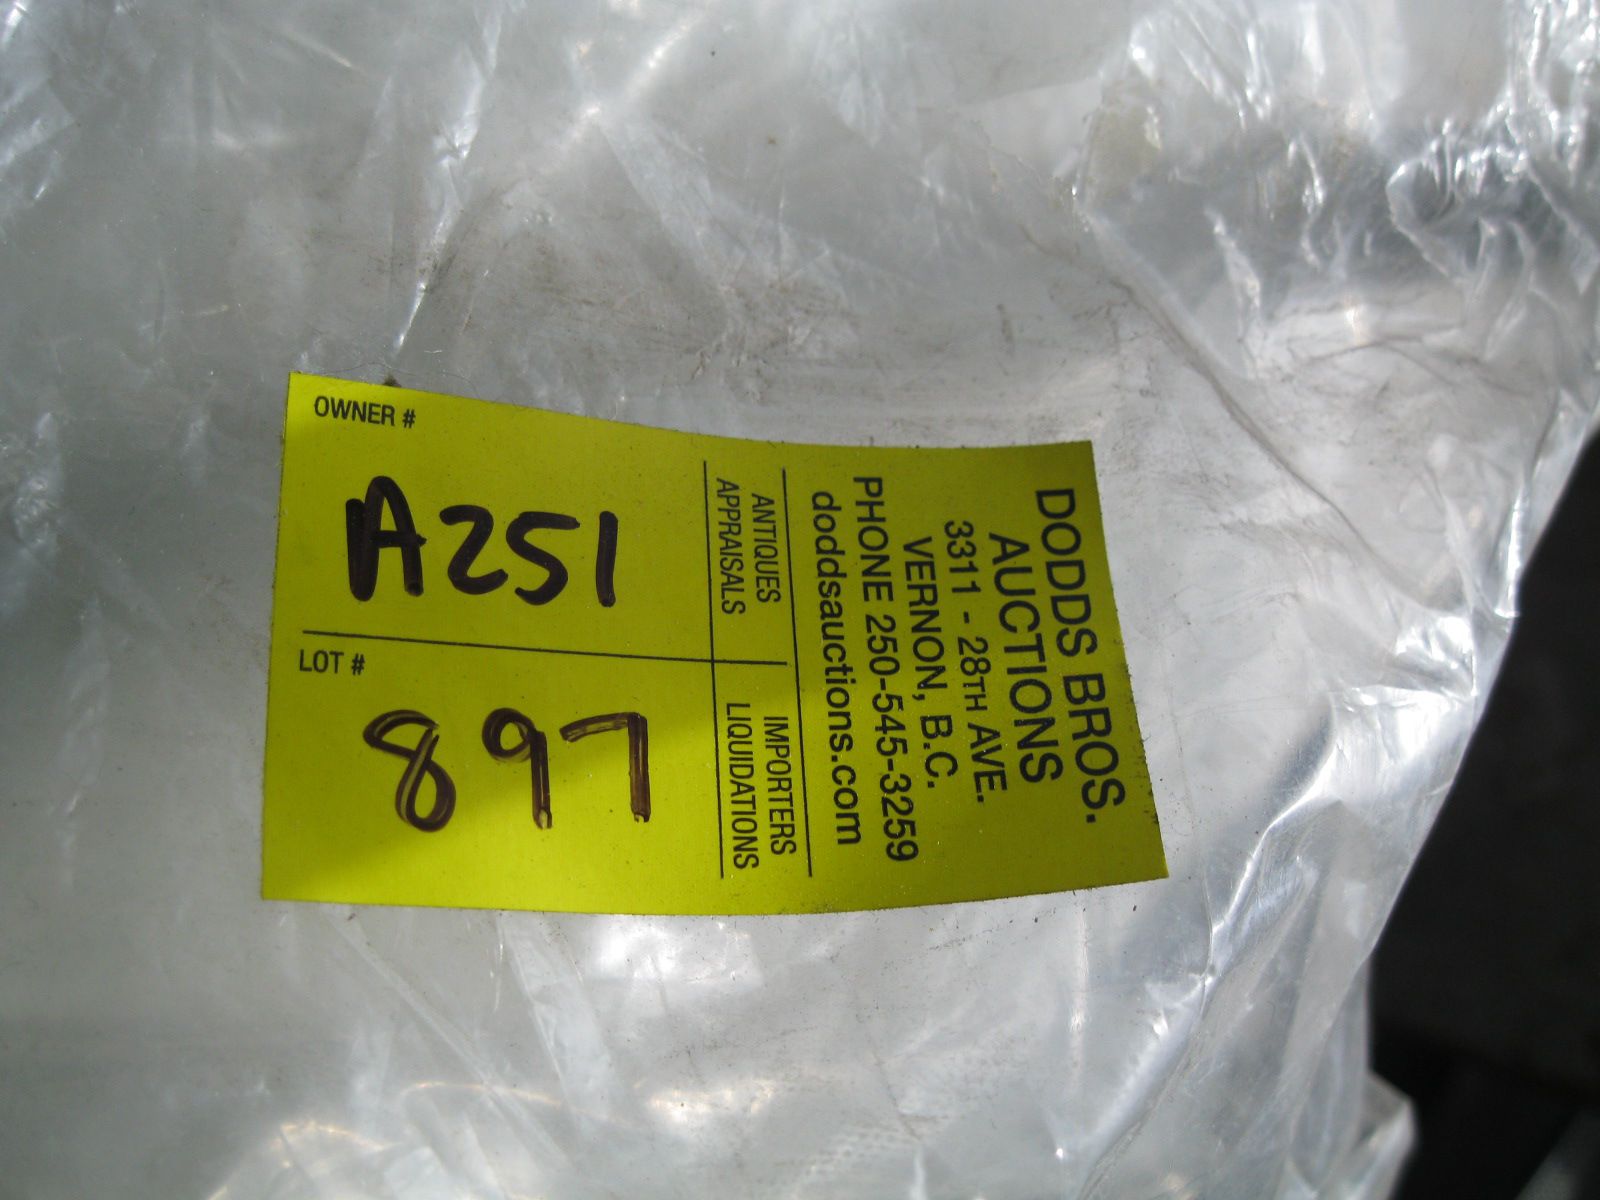 OWNER #
A251
LOT #
897
DODDS BROS.
AUCTIONS
3311 - 28TH AVE.
VERNON, B.C.
PHONE 250-545-3259
doddsauctions.com
ANTIQUES
APPRAISALS
IMPORTERS
LIQUIDATIONS